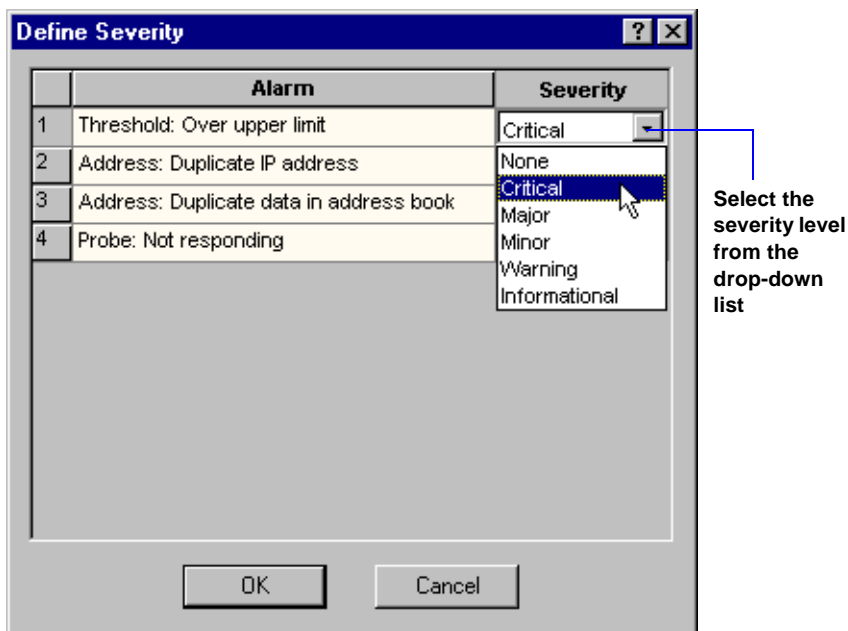 Define Severity
Alarm Severity
1 Threshold: Over upper limit Critical
2 Address: Duplicate IP address
3 Address: Duplicate data in address book
4 Probe: Not responding
None
Critical
Major
Minor
Warning
Informational
Select the
severity level
from the
drop-down
list
OK Cancel